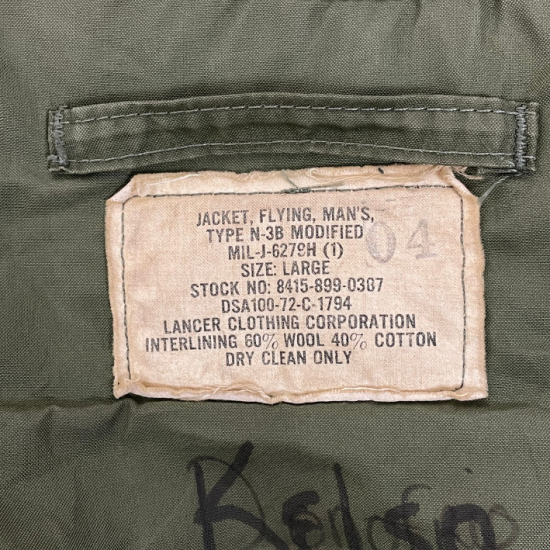 JACKET, FLYING, MAN'S,
TYPE N-3B MODIFIED
04
MIL-J-6279H (1)
SIZE: LARGE
STOCK NO: 8415-899-0387
DSA100-72-C-1794
LANCER CLOTHING CORPORATION
INTERLINING 60% WOOL 40% COTTON
DRY CLEAN ONLY